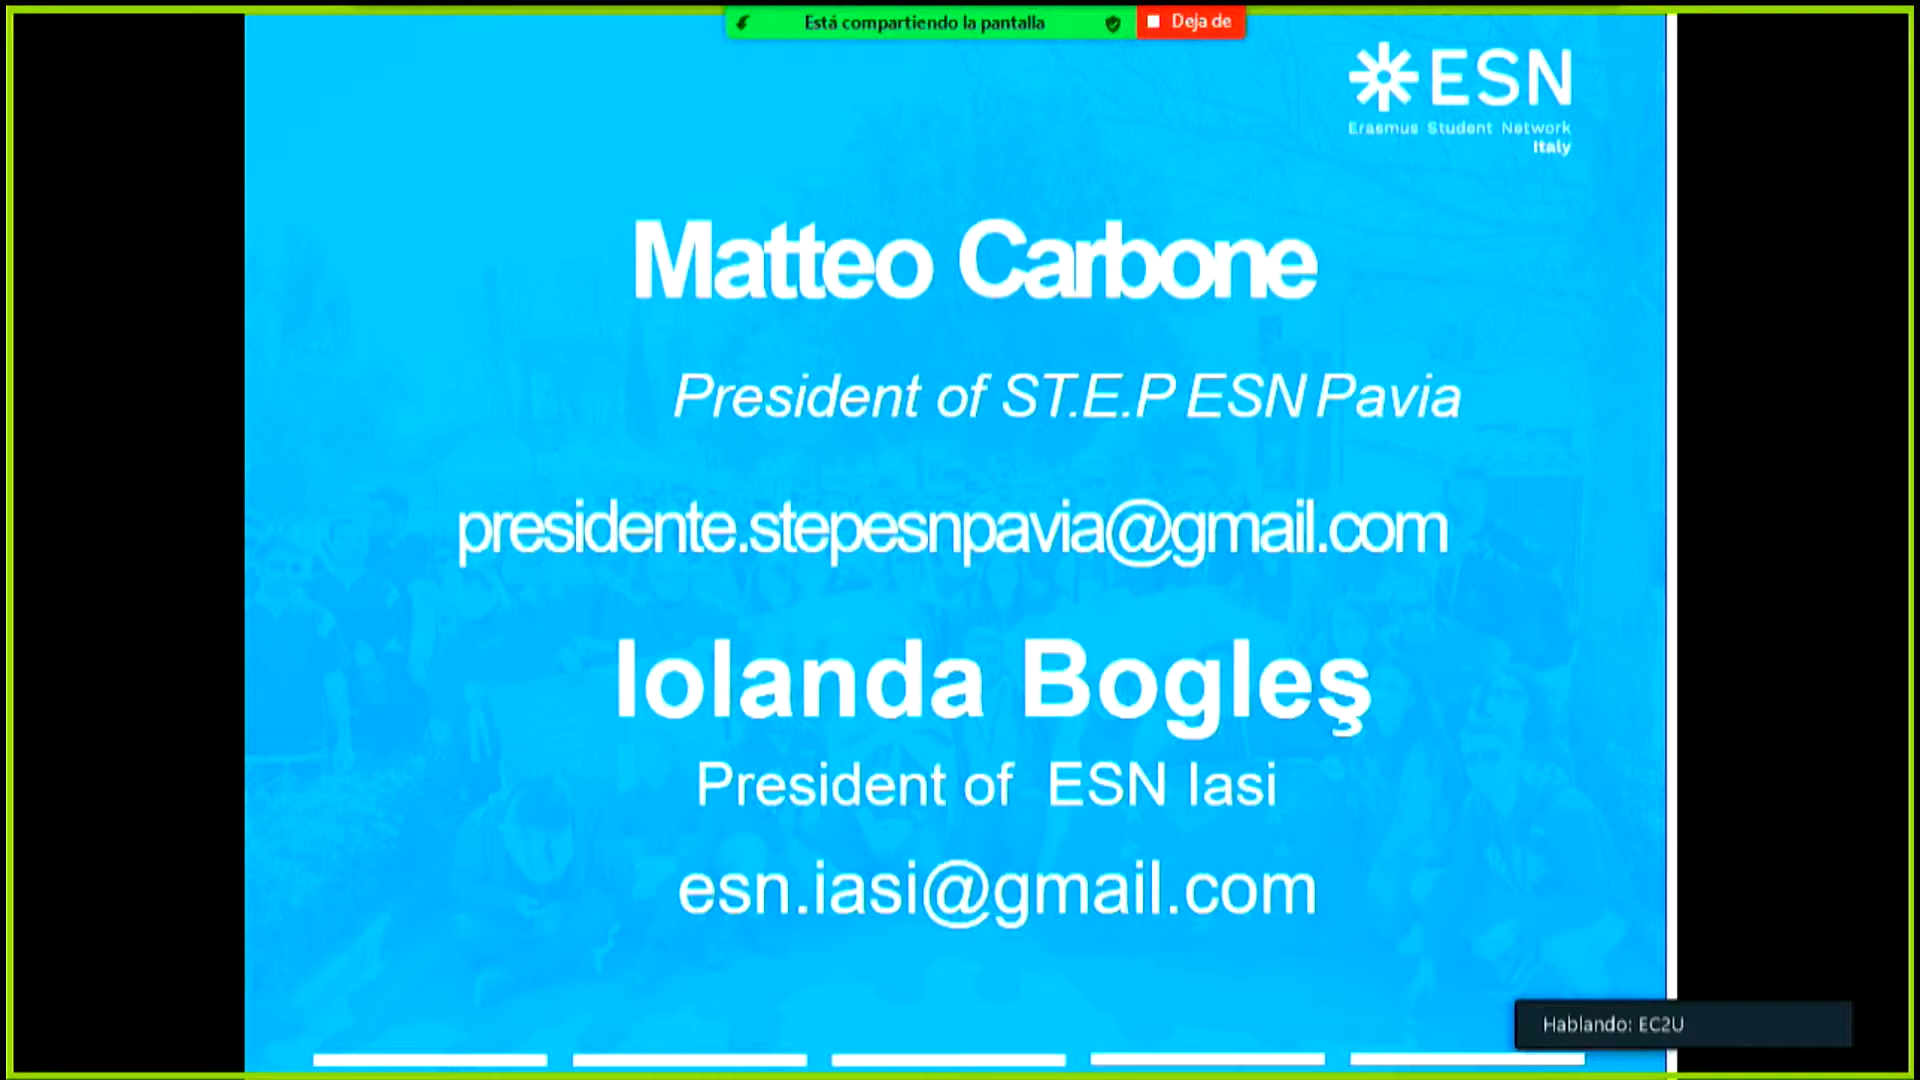 Está compartiendo la pantalla
Deja de
ESN
Erasmus Student Network
Italy
Matteo Carbone
President of ST.E.P ESN Pavia
presidente.stepesnpavia@gmail.com
Iolanda Bogleş
President of ESN Iasi
esn.iasi@gmail.com
Hablando: EC2U